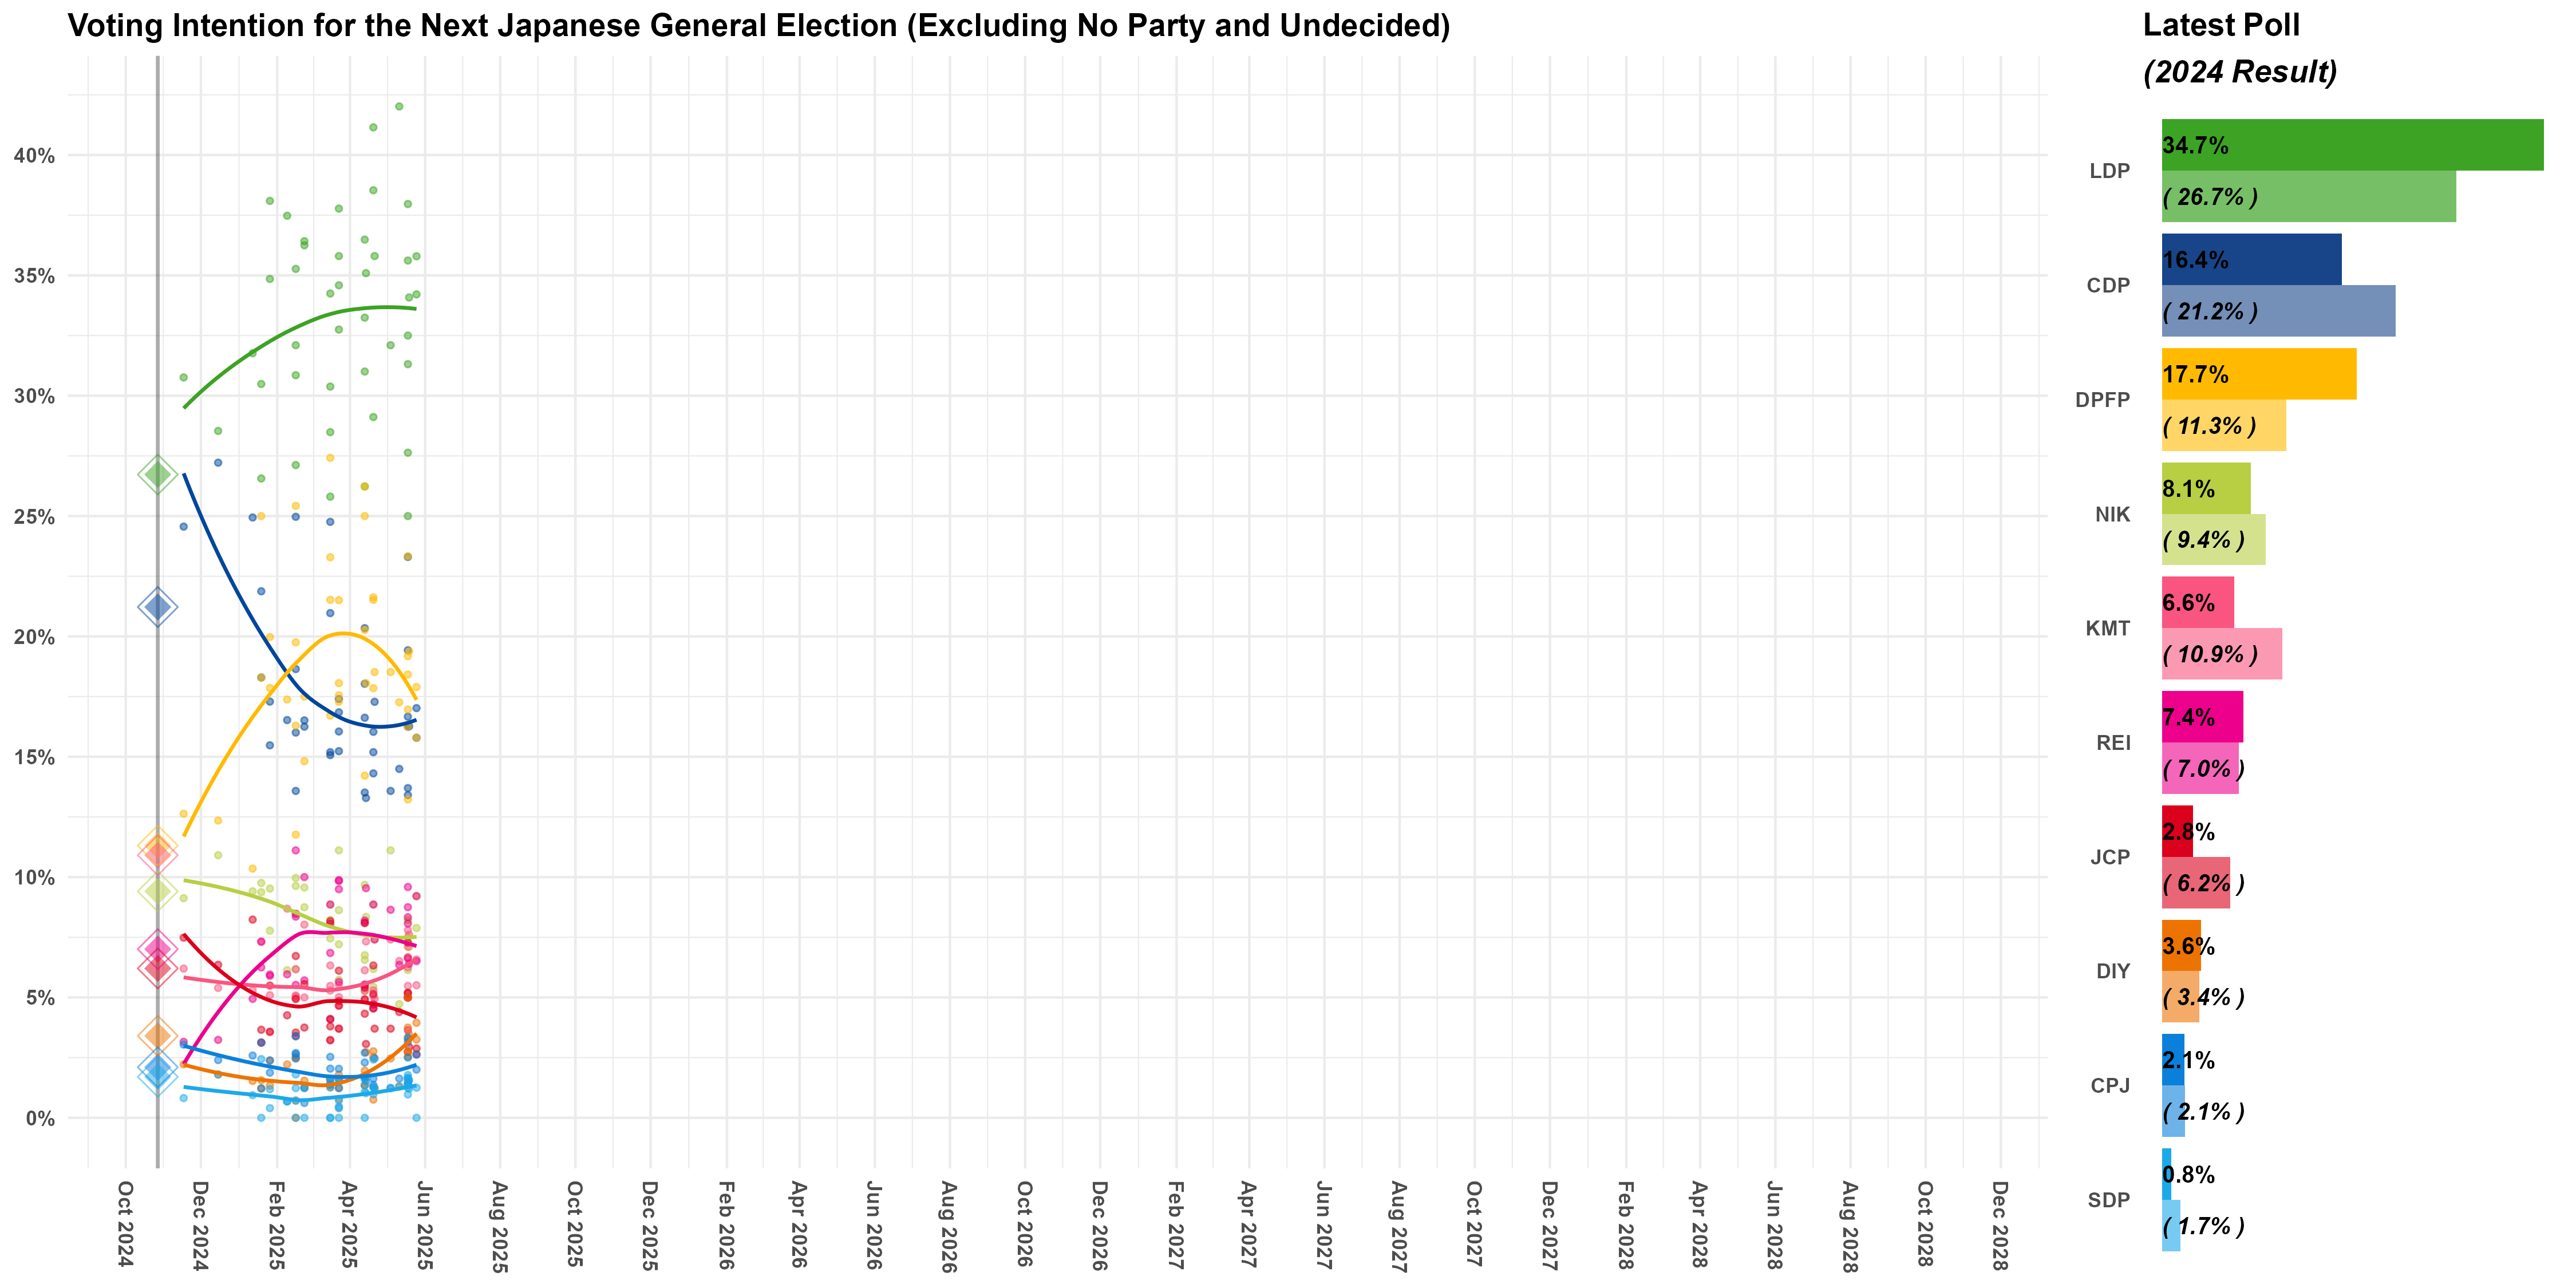 Voting Intention for the Next Japanese General Election (Excluding No Party and Undecided)
40%
35%
30%
25%
20%
15%
10%
5%
0%
Oct 2024
Dec 2024
Feb 2025
Apr 2025
Jun 2025
Aug 2025
Oct 2025
Dec 2025
Feb 2026
Apr 2026
Jun 2026
Aug 2026
Oct 2026
Dec 2026
Feb 2027
Apr 2027
Jun 2027
Aug 2027
Oct 2027
Dec 2027
Feb 2028
Apr 2028
Jun 2028
Aug 2028
Oct 2028
Dec 2028
Latest Poll
(2024 Result)
LDP
34.7%
( 26.7% )
CDP
16.4%
( 21.2% )
DPFP
17.7%
( 11.3% )
NIK
8.1%
( 9.4% )
KMT
6.6%
( 10.9% )
REI
7.4%
( 7.0% )
JCP
2.8%
( 6.2% )
DIY
3.6%
( 3.4% )
CPJ
2.1%
( 2.1% )
SDP
0.8%
( 1.7% )